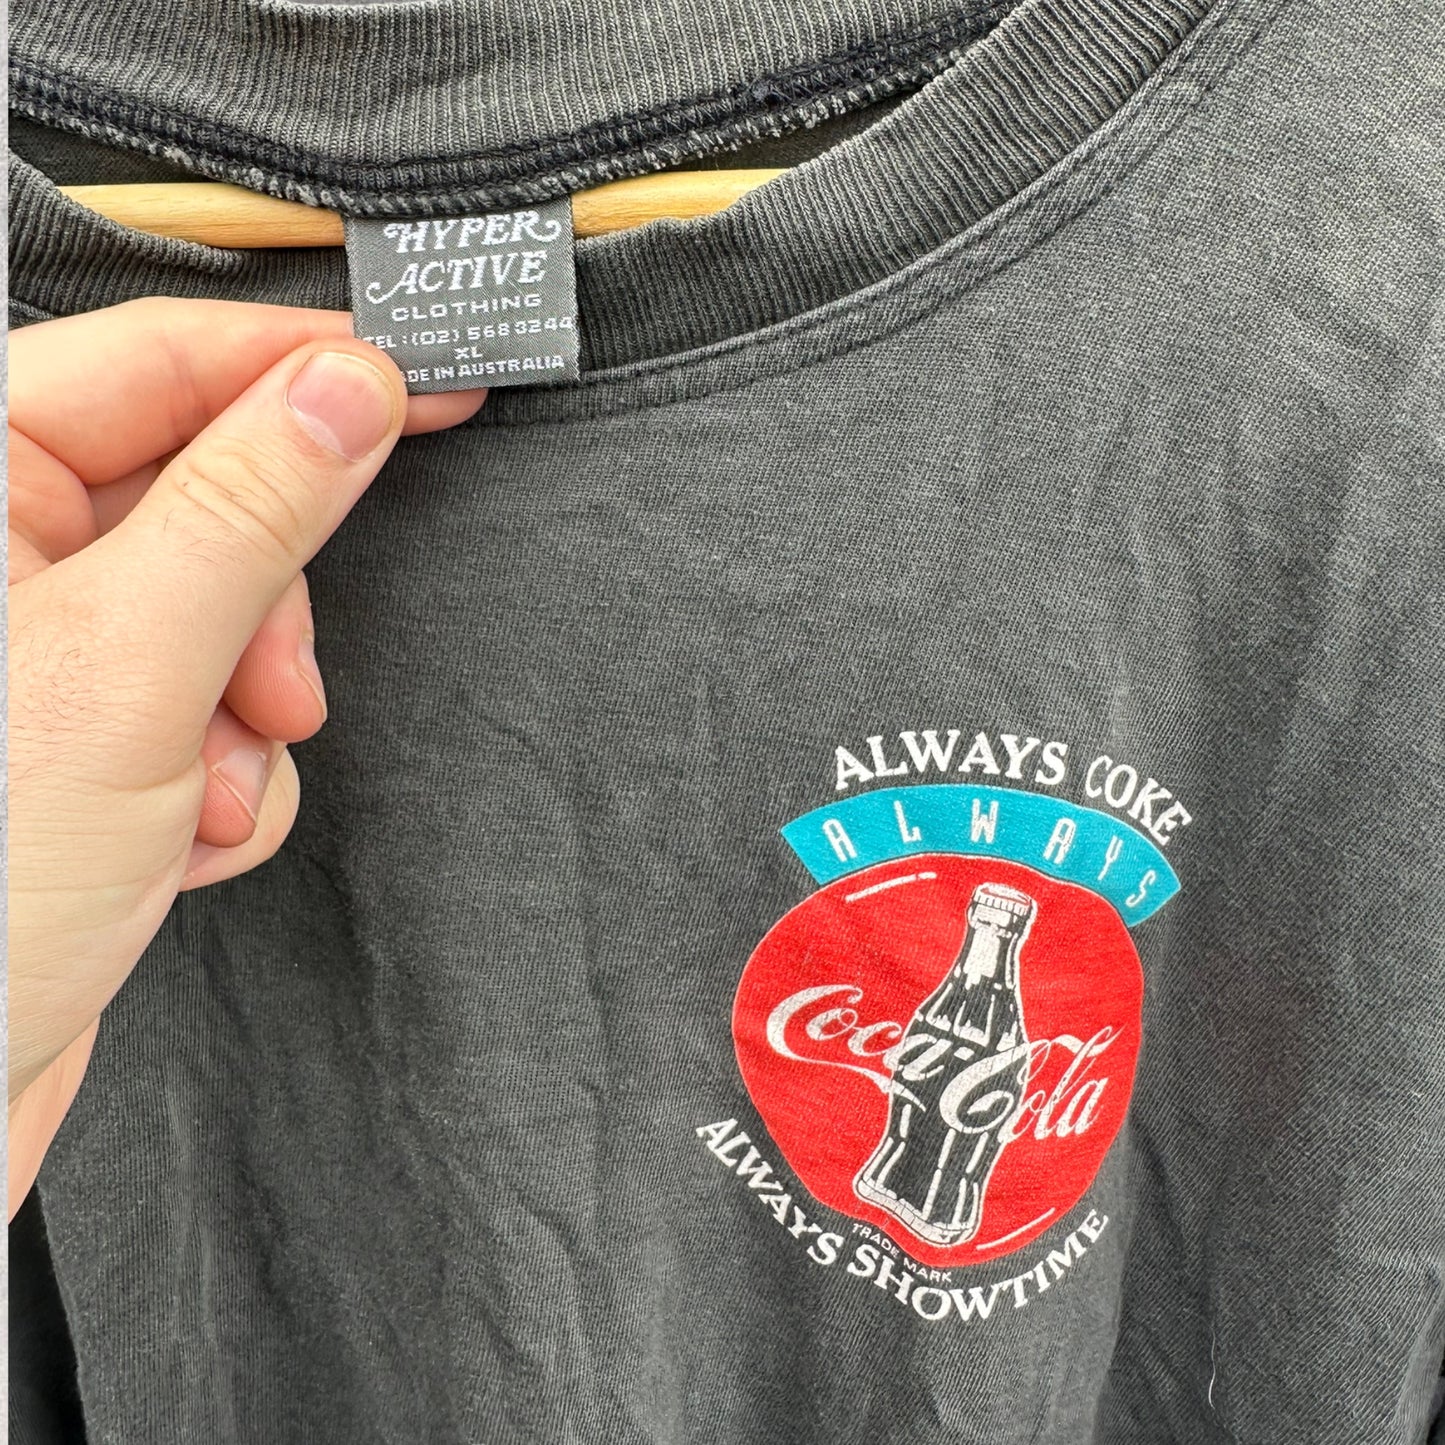 HYPER
ACTIVE
CLOTHING
TEL:(02) 568 3244
XL
DE IN AUSTRALIA
ALWAYS COKE
ALWAYS
Coca-Cola
TRADE MARK
ALWAYS SHOWTIME